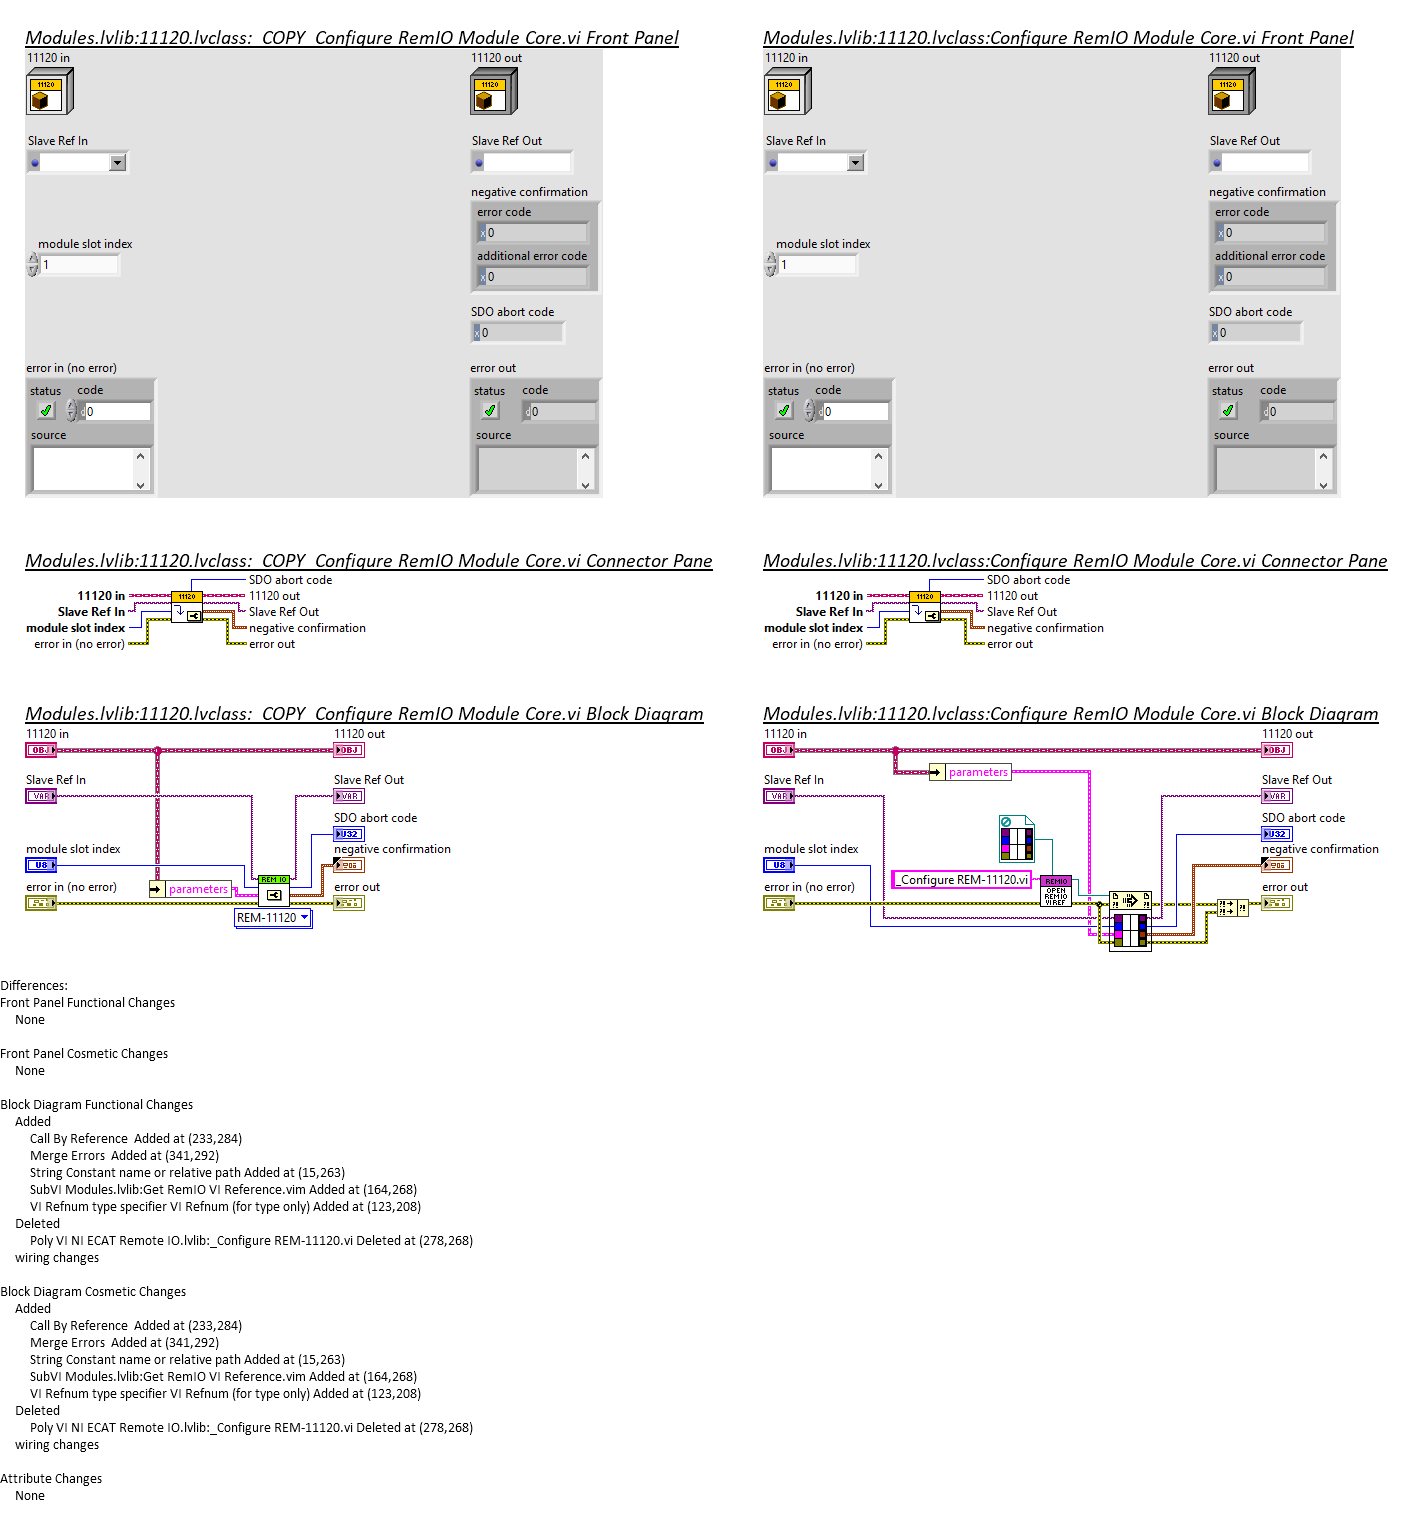 Modules.lvlib:11120.lvclass:  COPY  Configure RemIO Module Core.vi Front Panel
11120 in
11120 out
11120
11120
Slave Ref In
Slave Ref Out
negative confirmation
error code
x 0
module slot index
1
additional error code
x 0
SDO abort code
x 0
error in (no error)
error out
status code
status code
d 0
d 0
source
source
Modules.lvlib:11120.lvclass:Configure RemIO Module Core.vi Front Panel
11120 in
11120 out
11120
11120
Slave Ref In
Slave Ref Out
negative confirmation
error code
x 0
module slot index
1
additional error code
x 0
SDO abort code
x 0
error in (no error)
error out
status code
status code
d 0
d 0
source
source
Modules.lvlib:11120.lvclass:  COPY  Configure RemIO Module Core.vi Connector Pane
SDO abort code
11120 in
11120
11120 out
Slave Ref In
Slave Ref Out
module slot index
negative confirmation
error in (no error)
error out
Modules.lvlib:11120.lvclass:Configure RemIO Module Core.vi Connector Pane
SDO abort code
11120 in
11120
11120 out
Slave Ref In
Slave Ref Out
module slot index
negative confirmation
error in (no error)
error out
Modules.lvlib:11120.lvclass:  COPY  Configure RemIO Module Core.vi Block Diagram
11120 in
11120 out
OBJ
OBJ
Slave Ref In
Slave Ref Out
VAR
VAR
SDO abort code
U32
module slot index
negative confirmation
U8
error in (no error)
error out
parameters
REM IO
REM-11120
Modules.lvlib:11120.lvclass:Configure RemIO Module Core.vi Block Diagram
11120 in
11120 out
OBJ
OBJ
parameters
Slave Ref In
Slave Ref Out
VAR
VAR
SDO abort code
U32
module slot index
negative confirmation
U8
_Configure REM-11120.vi
REMIO
OPEN
REMIO
VIREF
error in (no error)
error out
Differences:
Front Panel Functional Changes
None
Front Panel Cosmetic Changes
None
Block Diagram Functional Changes
Added
Call By Reference  Added at (233,284)
Merge Errors  Added at (341,292)
String Constant name or relative path Added at (15,263)
SubVI Modules.lvlib:Get RemIO VI Reference.vim Added at (164,268)
VI Refnum type specifier VI Refnum (for type only) Added at (123,208)
Deleted
Poly VI NI ECAT Remote IO.lvlib:_Configure REM-11120.vi Deleted at (278,268)
wiring changes
Block Diagram Cosmetic Changes
Added
Call By Reference  Added at (233,284)
Merge Errors  Added at (341,292)
String Constant name or relative path Added at (15,263)
SubVI Modules.lvlib:Get RemIO VI Reference.vim Added at (164,268)
VI Refnum type specifier VI Refnum (for type only) Added at (123,208)
Deleted
Poly VI NI ECAT Remote IO.lvlib:_Configure REM-11120.vi Deleted at (278,268)
wiring changes
Attribute Changes
None